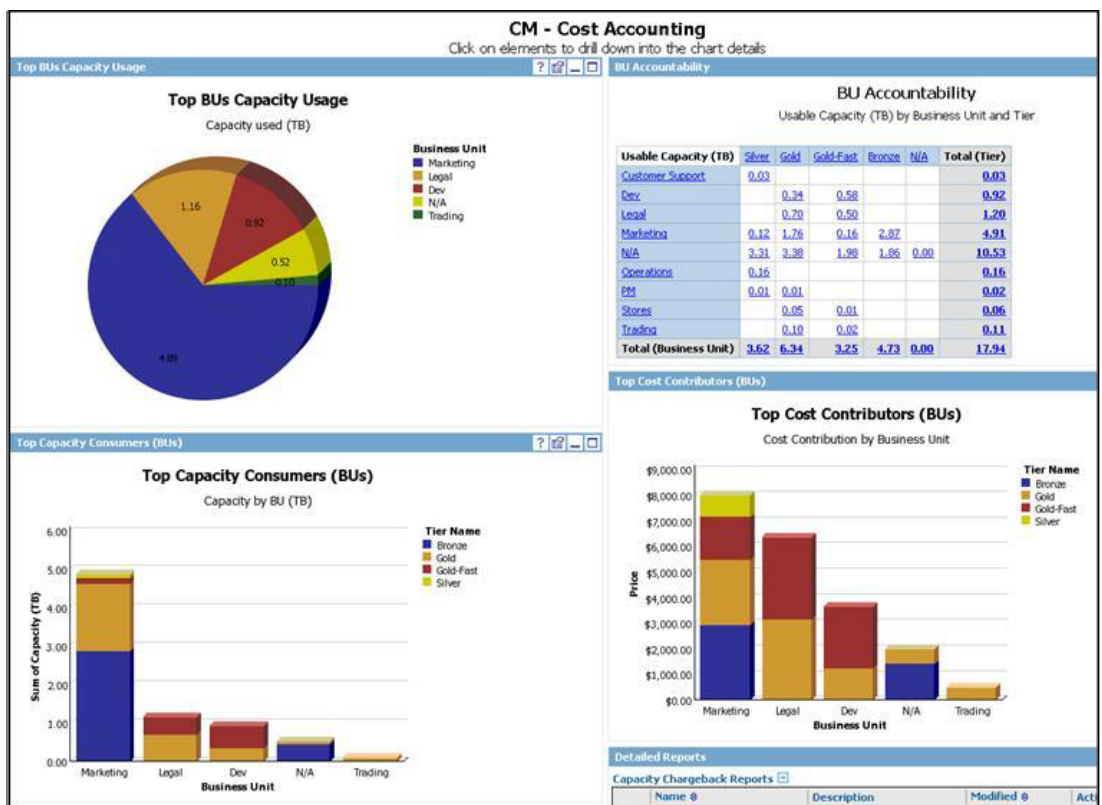 CM - Cost Accounting
Click on elements to drill down into the chart details
Top BUs Capacity Usage
?
Top BUs Capacity Usage
Capacity used (TB)
Business Unit
Marketing
Legal
Dev
N/A
Trading
1.16
0.92
0.52
0.10
4.89
BU Accountability
BU Accountability
Usable Capacity (TB) by Business Unit and Tier
Usable Capacity (TB) Silver Gold Gold-Fast Bronze N/A Total (Tier)
Customer Support 0.03 0.03
Dev 0.34 0.58 0.92
Legal 0.70 0.50 1.20
Marketing 0.12 1.76 0.16 2.87 4.91
N/A 3.31 3.38 1.98 1.86 0.00 10.53
Operations 0.16 0.16
PM 0.01 0.01 0.02
Stores 0.05 0.01 0.06
Trading 0.10 0.02 0.11
Total (Business Unit) 3.62 6.34 3.25 4.73 0.00 17.94
Top Capacity Consumers (BUs)
?
Top Capacity Consumers (BUs)
Capacity by BU (TB)
Sum of Capacity (TB)
6.00
5.00
4.00
3.00
2.00
1.00
0.00
Marketing Legal Dev N/A Trading
Business Unit
Tier Name
Bronze
Gold
Gold-Fast
Silver
Top Cost Contributors (BUs)
Top Cost Contributors (BUs)
Cost Contribution by Business Unit
Price
$9,000.00
$8,000.00
$7,000.00
$6,000.00
$5,000.00
$4,000.00
$3,000.00
$2,000.00
$1,000.00
$0.00
Marketing Legal Dev N/A Trading
Business Unit
Tier Name
Bronze
Gold
Gold-Fast
Silver
Detailed Reports
Capacity Chargeback Reports
Name Description Modified Acti